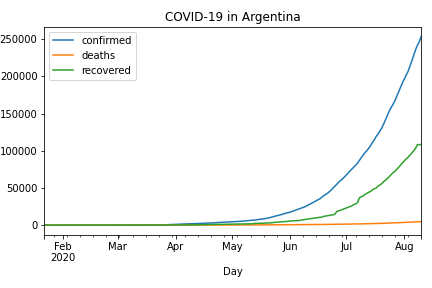 COVID-19 in Argentina
confirmed
deaths
recovered
250000
200000
150000
100000
50000
0
Feb Mar Apr May Jun Jul Aug
2020
Day